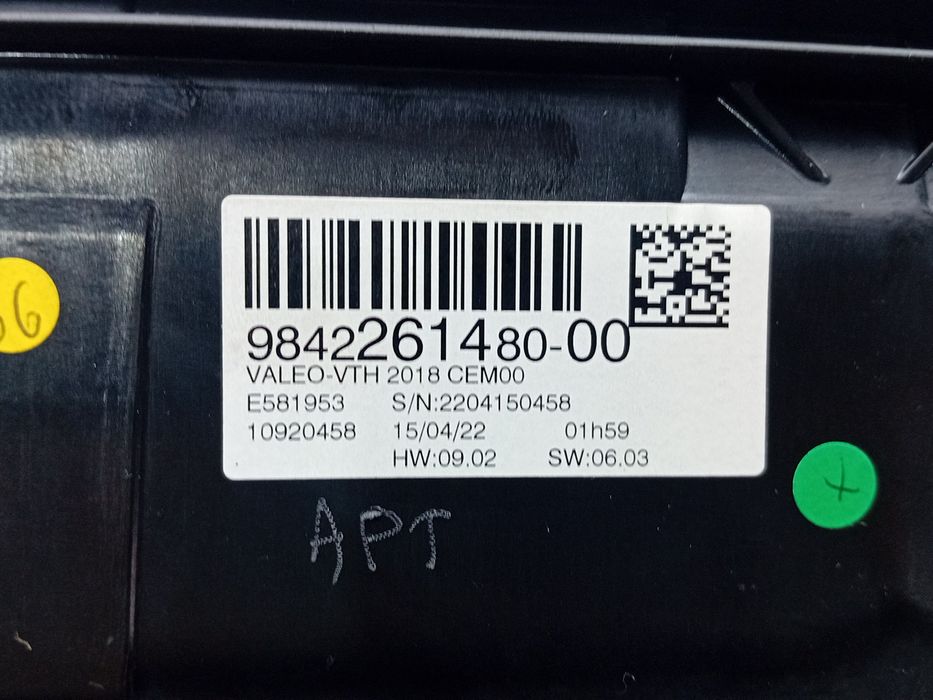 9842261480-00
VALEO-VTH 2018 CEM00
E581953 S/N:2204150458
10920458 15/04/22 01h59
HW:09.02 SW:06.03
APT